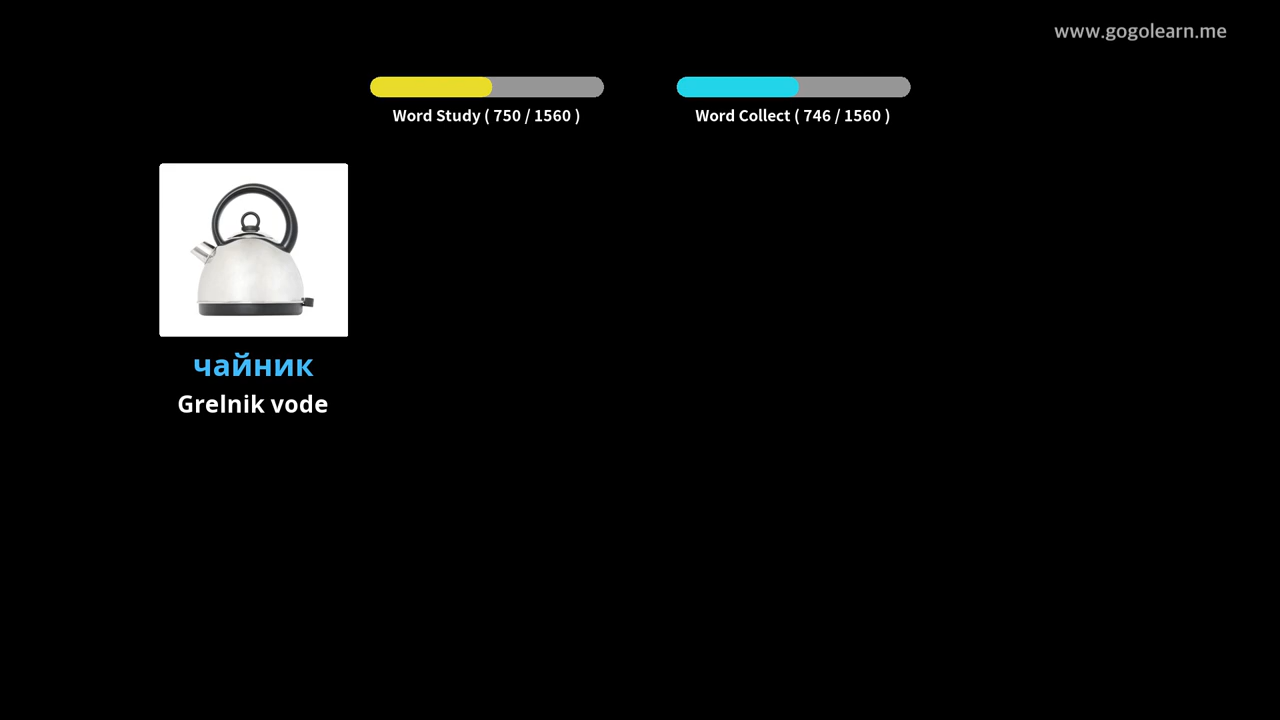 www.gogolearn.me
Word Study ( 750 / 1560 )
Word Collect ( 746 / 1560 )
чайник
Grelnik vode